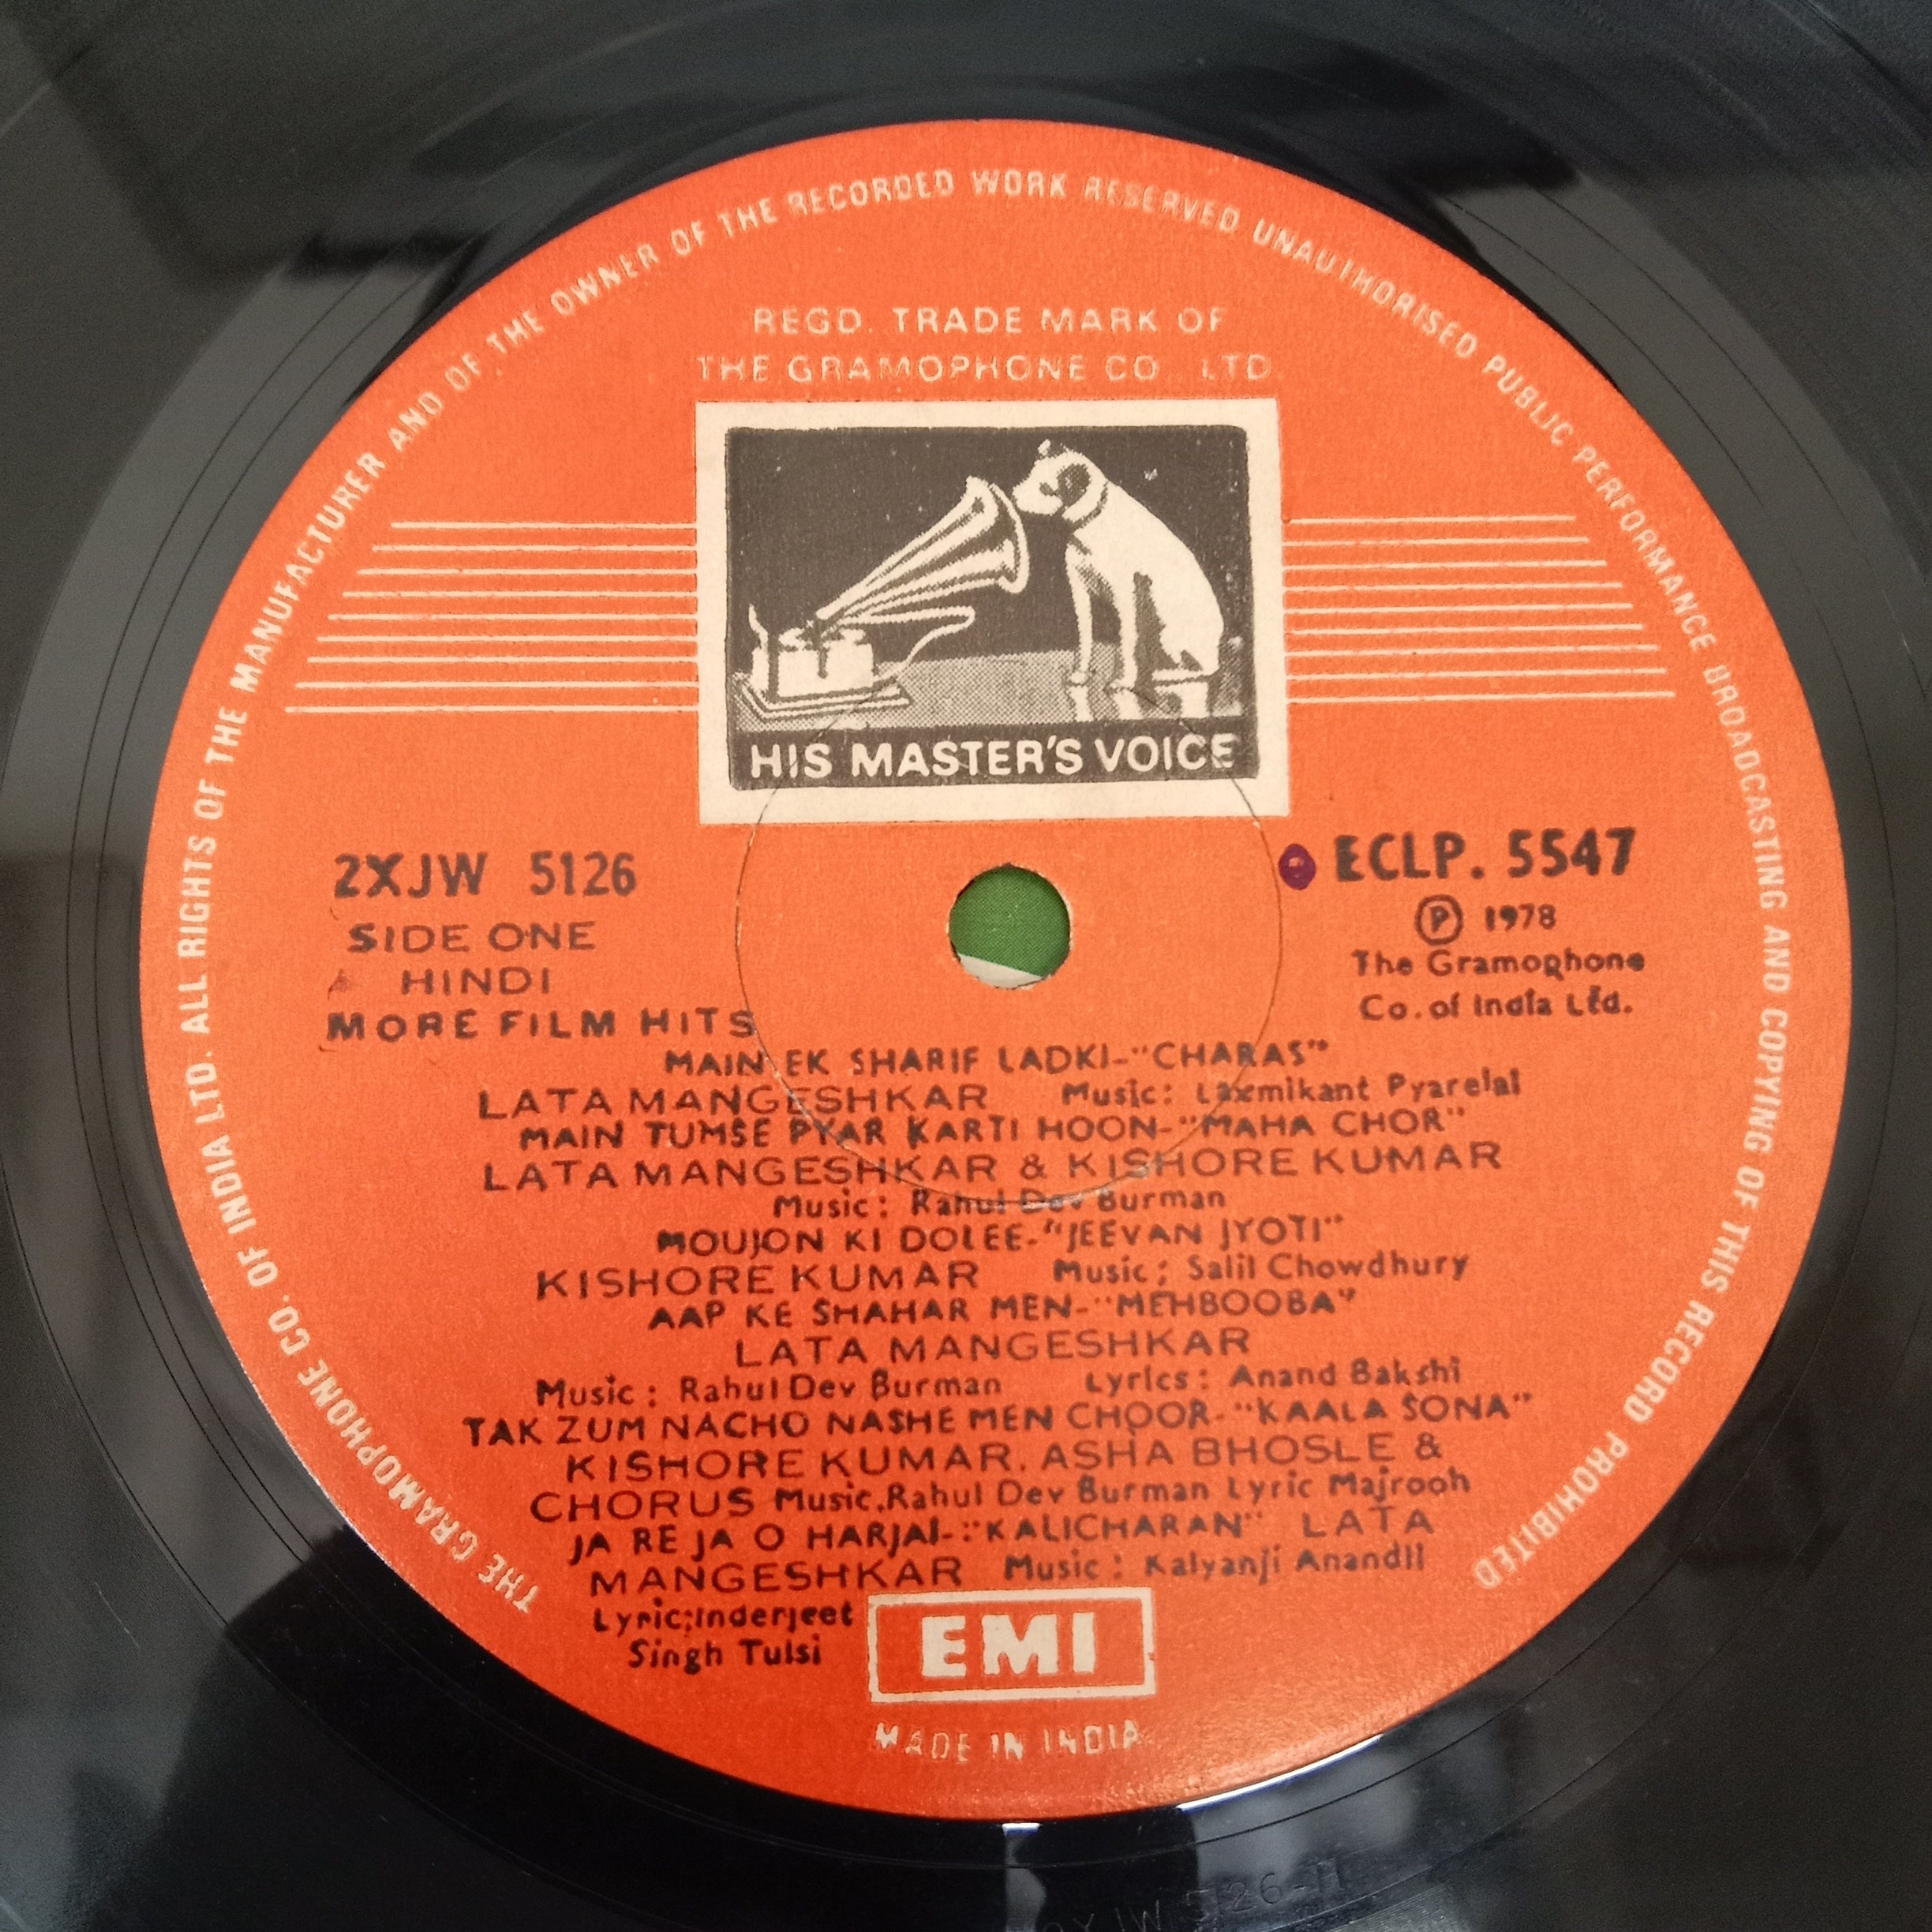 THE GRAMOPHONE CO. OF INDIA LTD. ALL RIGHTS OF THE MANUFACTURER AND OF THE OWNER OF THE RECORDED WORK RESERVED UNAUTHORISED PUBLIC PERFORMANCE BROADCASTING AND COPYING OF THIS RECORD PROHIBITED
REGD. TRADE MARK OF
THE GRAMOPHONE CO. LTD.
HIS MASTER'S VOICE
2XJW 5126
SIDE ONE
HINDI
MORE FILM HITS
ECLP. 5547
Ⓟ 1978
The Gramophone
Co. of India Ltd.
MAIN EK SHARIF LADKI-"CHARAS"
LATA MANGESHKAR Music: Laxmikant Pyarelal
MAIN TUMSE PYAR KARTI HOON-"MAHA CHOR"
LATA MANGESHKAR & KISHORE KUMAR
Music: Rahul Dev Burman
MOUJON KI DOLEE-"JEEVAN JYOTI"
KISHORE KUMAR Music: Salil Chowdhury
AAP KE SHAHAR MEN-"MEHBOOBA"
LATA MANGESHKAR
Music: Rahul Dev Burman Lyrics: Anand Bakshi
TAK ZUM NACHO NASHE MEN CHOOR-"KAALA SONA"
KISHORE KUMAR, ASHA BHOSLE &
CHORUS Music, Rahul Dev Burman Lyric Majrooh
JA RE JA O HARJAI-"KALICHARAN" LATA
MANGESHKAR Music: Kalyanji Anandji
Lyric: Inderjeet
Singh Tulsi
EMI
MADE IN INDIA